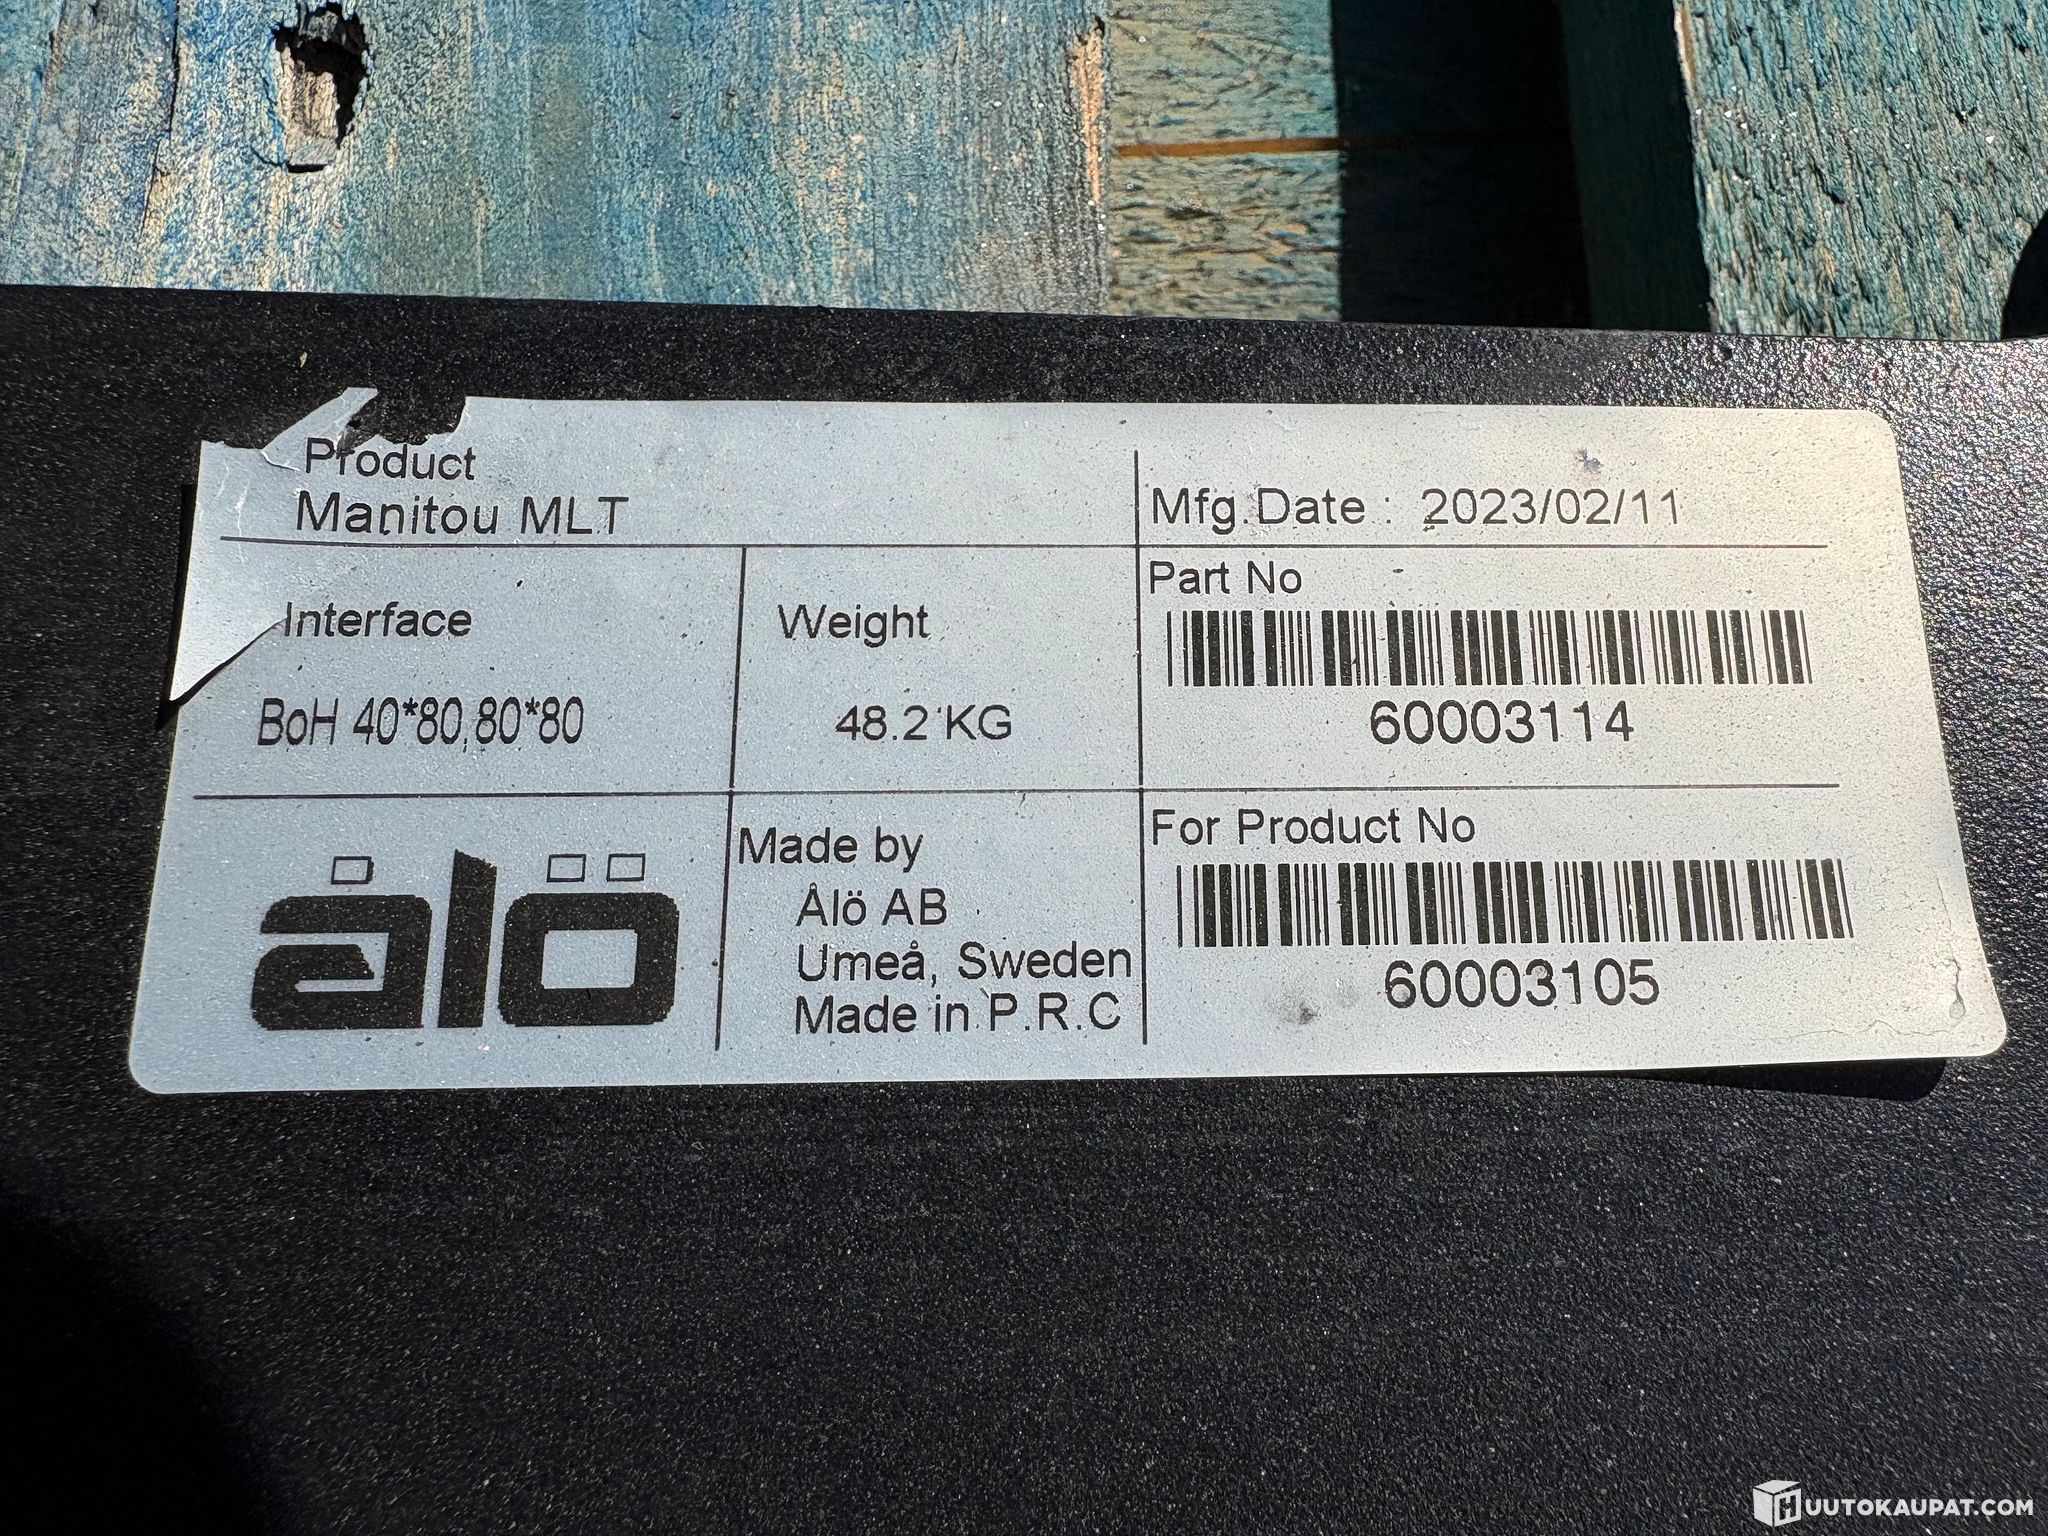 Product
Manitou MLT
Mfg.Date : 2023/02/11
Interface
BoH 40*80,80*80
Weight
48.2 KG
Part No
60003114
ålö
Made by
Ålö AB
Umeå, Sweden
Made in P.R.C
For Product No
60003105
HUUTOKAUPAT.COM